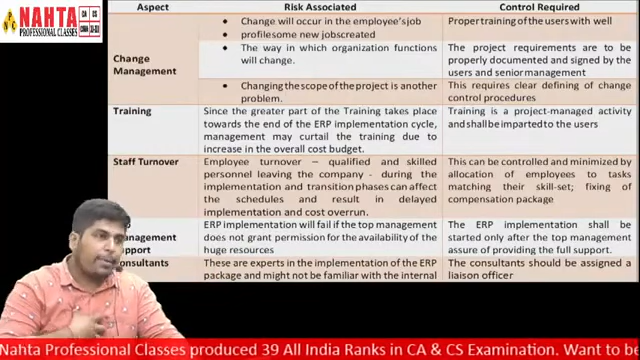 NAHTA
PROFESSIONAL CLASSES
CA CS
CMA XI-XII
Aspect Risk Associated Control Required
Change Management
• Change will occur in the employee's job
• profilesome new jobscreated
Propertraining of the users with well
• The way in which organization functions
will change.
The project requirements are to be
properly documented and signed by the
users and senior management
• Changing the scope of the project is another
problem.
This requires clear defining of change
control procedures
Training
Since the greater part of the Training takes place
towards the end of the ERP implementation cycle,
management may curtail the training due to
increase in the overall cost budget.
Training is a project-managed activity
and shall be imparted to the users
Staff Turnover
Employee turnover – qualified and skilled
personnel leaving the company - during the
implementation and transition phases can affect
the schedules and result in delayed
implementation and cost overrun.
This can be controlled and minimized by
allocation of employees to tasks
matching their skill-set; fixing of
compensation package
nagement
upport
ERP implementation will fail if the top management
does not grant permission for the availability of the
huge resources
The ERP implementation shall be
started only after the top management
assure of providing the full support.
onsultants
These are experts in the implementation of the ERP
package and might not be familiar with the internal
The consultants should be assigned a
liaison officer
Nahta Professional Classes produced 39 All India Ranks in CA & CS Examination. Want to be